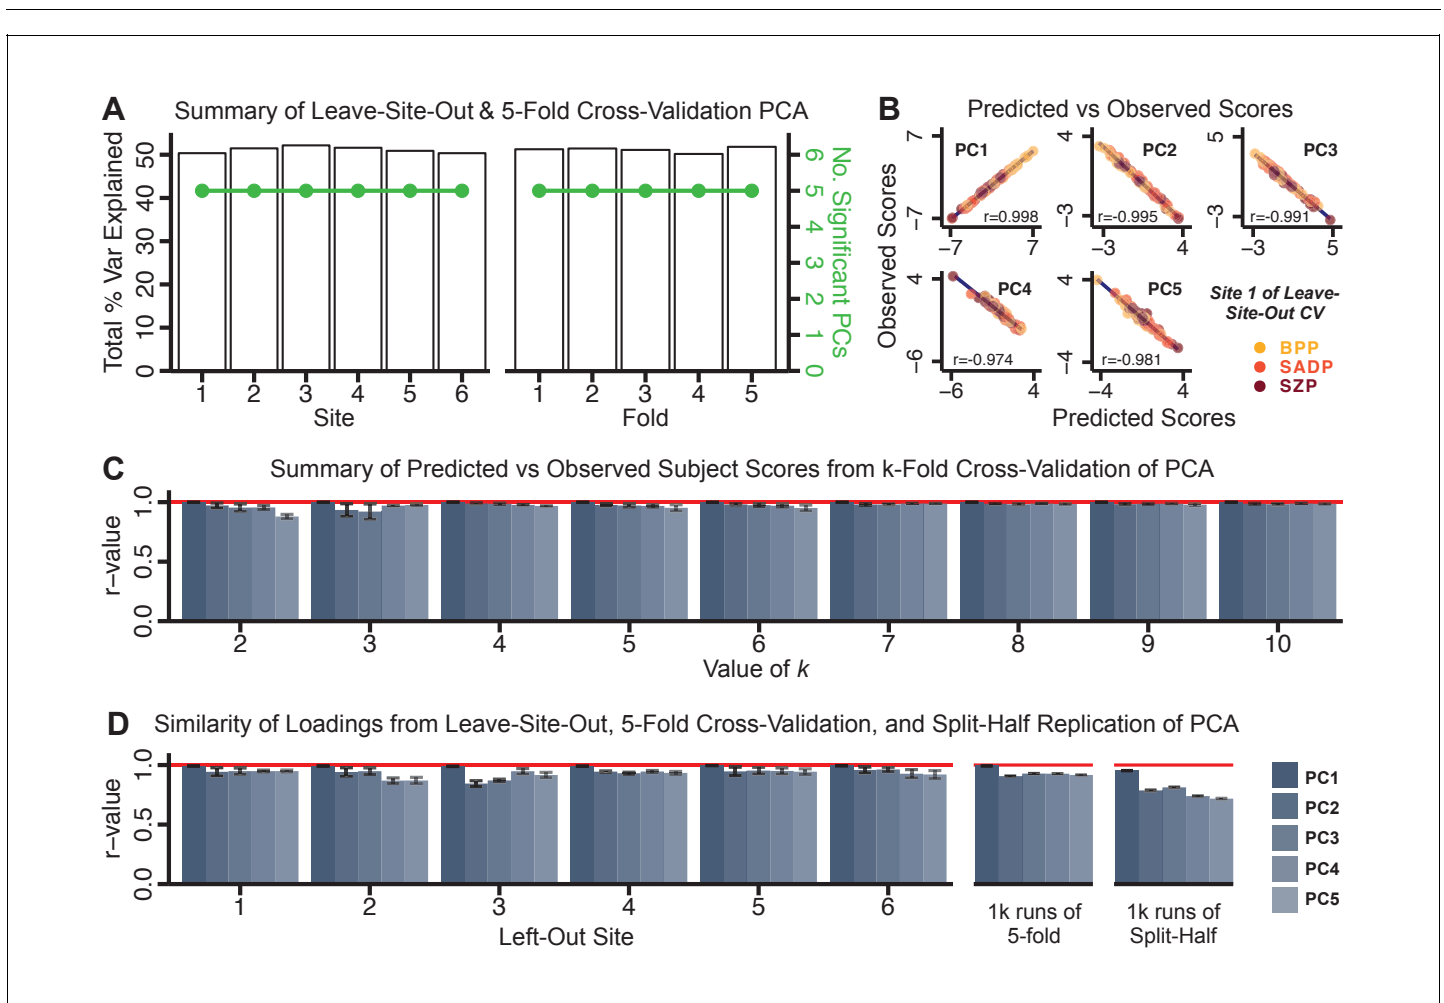 A Summary of Leave-Site-Out & 5-Fold Cross-Validation PCA
Total % Var Explained
50
40
30
20
10
0
1 2 3 4 5 6
Site
1 2 3 4 5
Fold
6
5
4
3
2
1
0
No. Significant PCs
B Predicted vs Observed Scores
Observed Scores
7
PC1
−7
r=0.998
−7 7
4
PC2
−3
r=-0.995
−3 4
5
PC3
−3
r=-0.991
−3 5
4
PC4
−6
r=-0.974
−6 4
4
PC5
−4
r=-0.981
−4 4
Predicted Scores
Site 1 of Leave-
Site-Out CV
BPP
SADP
SZP
C Summary of Predicted vs Observed Subject Scores from k-Fold Cross-Validation of PCA
r−value
1.0
0.5
0.0
2 3 4 5 6 7 8 9 10
Value of k
D Similarity of Loadings from Leave-Site-Out, 5-Fold Cross-Validation, and Split-Half Replication of PCA
r−value
1.0
0.5
0.0
1 2 3 4 5 6
Left-Out Site
1k runs of
5-fold
1k runs of
Split-Half
PC1
PC2
PC3
PC4
PC5